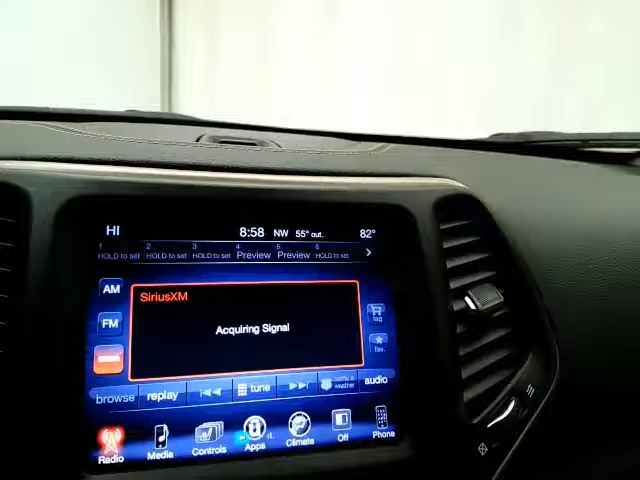 HI 8:58 NW 55° out. 82°
1 2 3 4 5 6
HOLD to set HOLD to set HOLD to set Preview Preview HOLD to set
AM
SiriusXM
Acquiring Signal
tag
FM
fav.
browse replay tune traffic & weather audio
Radio Media Controls Apps Climate Off Phone